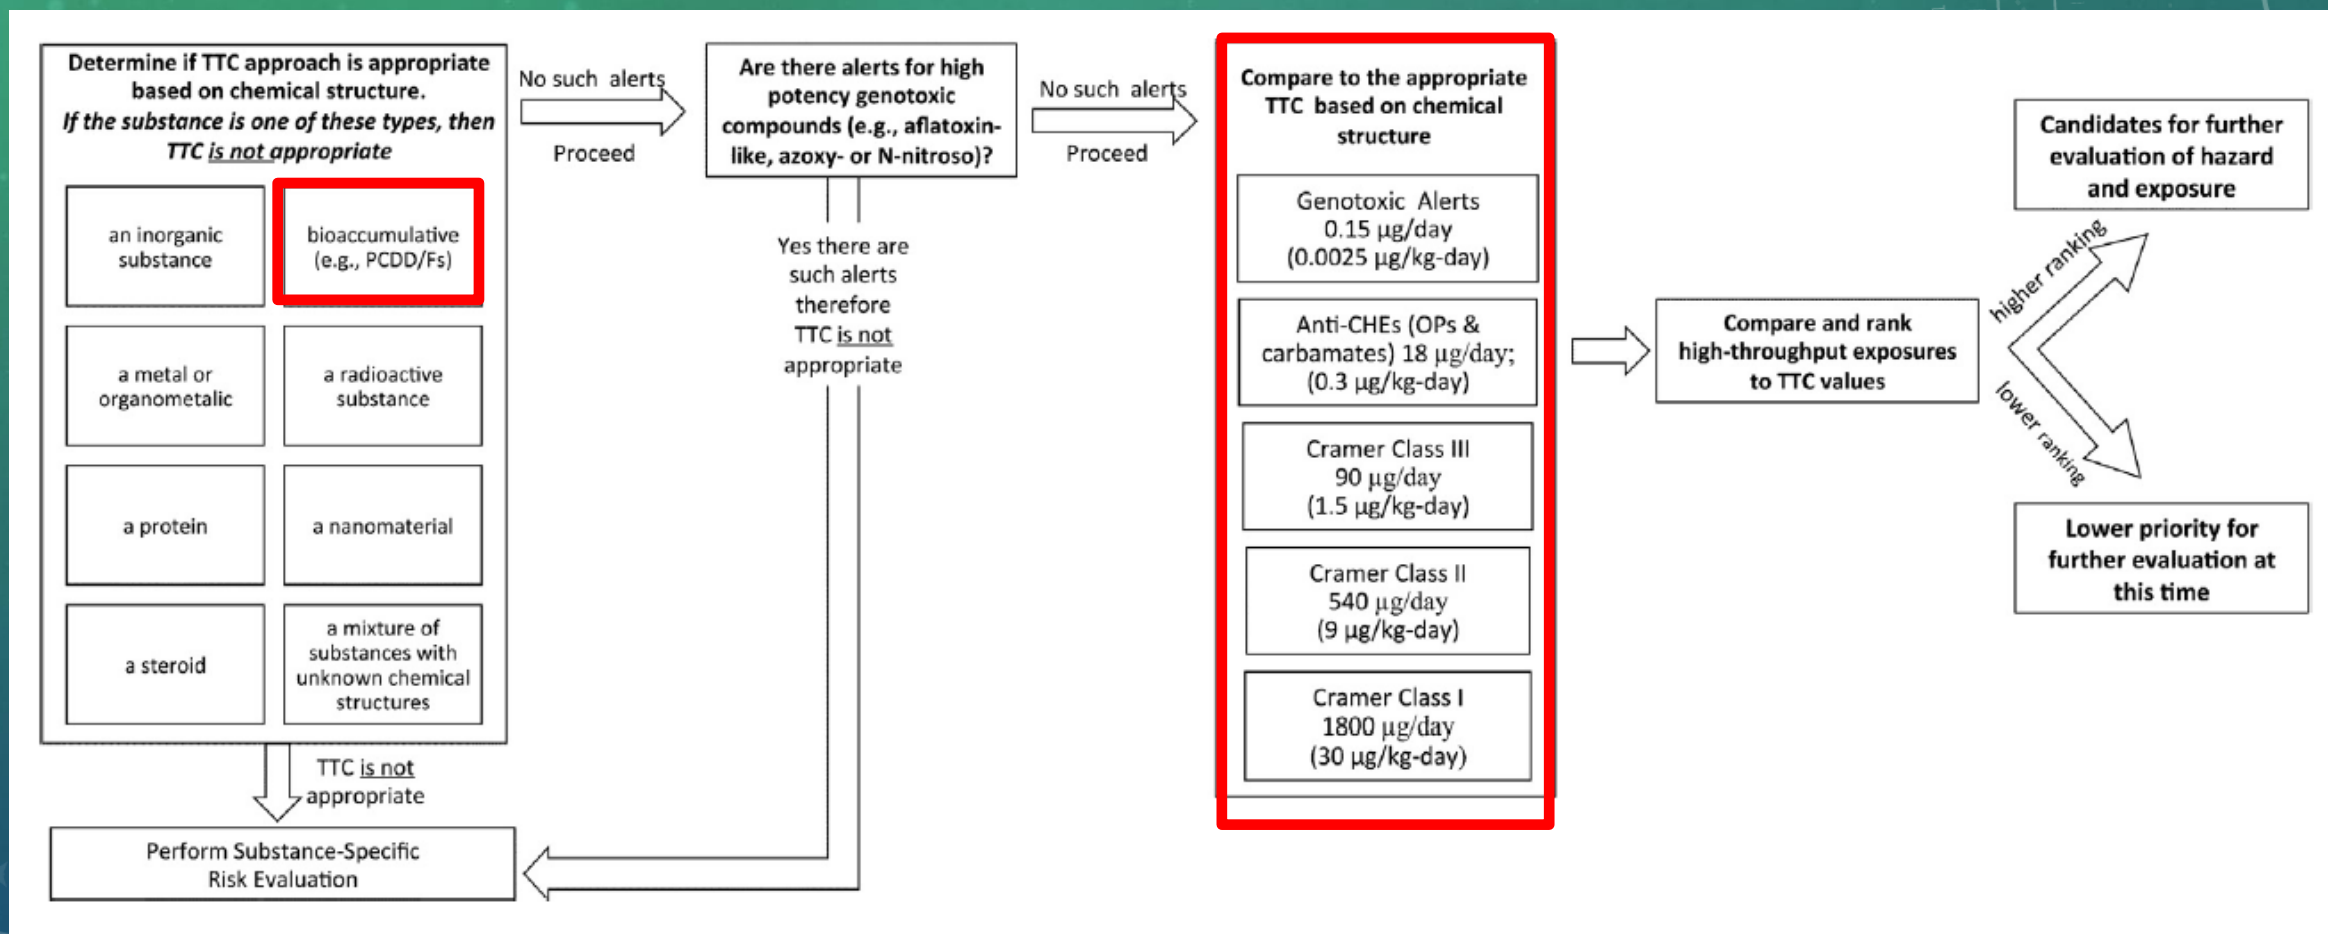 Determine if TTC approach is appropriate
based on chemical structure.
If the substance is one of these types, then
TTC is not appropriate
an inorganic
substance
bioaccumulative
(e.g., PCDD/Fs)
a metal or
organometalic
a radioactive
substance
a protein
a nanomaterial
a steroid
a mixture of
substances with
unknown chemical
structures
TTC is not
appropriate
Perform Substance-Specific
Risk Evaluation
No such alerts
Proceed
Are there alerts for high
potency genotoxic
compounds (e.g., aflatoxin-
like, azoxy- or N-nitroso)?
Yes there are
such alerts
therefore
TTC is not
appropriate
No such alerts
Proceed
Compare to the appropriate
TTC based on chemical
structure
Genotoxic Alerts
0.15 µg/day
(0.0025 µg/kg-day)
Anti-CHEs (OPs &
carbamates) 18 µg/day;
(0.3 µg/kg-day)
Cramer Class III
90 µg/day
(1.5 µg/kg-day)
Cramer Class II
540 µg/day
(9 µg/kg-day)
Cramer Class I
1800 µg/day
(30 µg/kg-day)
Compare and rank
high-throughput exposures
to TTC values
higher ranking
lower ranking
Candidates for further
evaluation of hazard
and exposure
Lower priority for
further evaluation at
this time